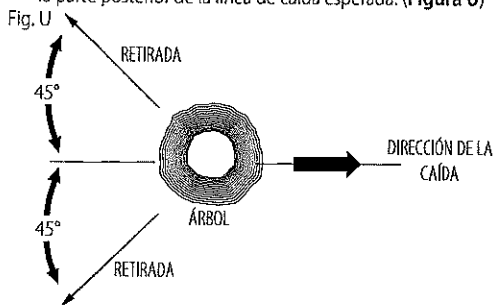 la parte posterior de la línea de caída esperada. (Figura U)
Fig. U
RETIRADA
45°
DIRECCIÓN DE LA
CAÍDA
ÁRBOL
45°
RETIRADA